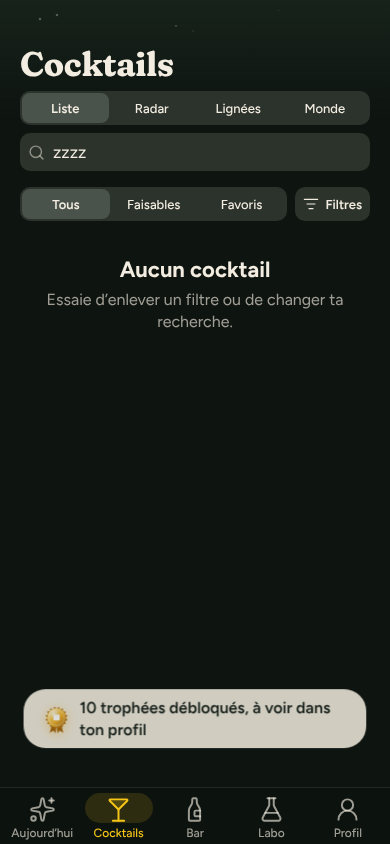 Cocktails
Liste Radar Lignées Monde
zzzz
Tous Faisables Favoris Filtres
Aucun cocktail
Essaie d'enlever un filtre ou de changer ta
recherche.
10 trophées débloqués, à voir dans
ton profil
Aujourd'hui Cocktails Bar Labo Profil